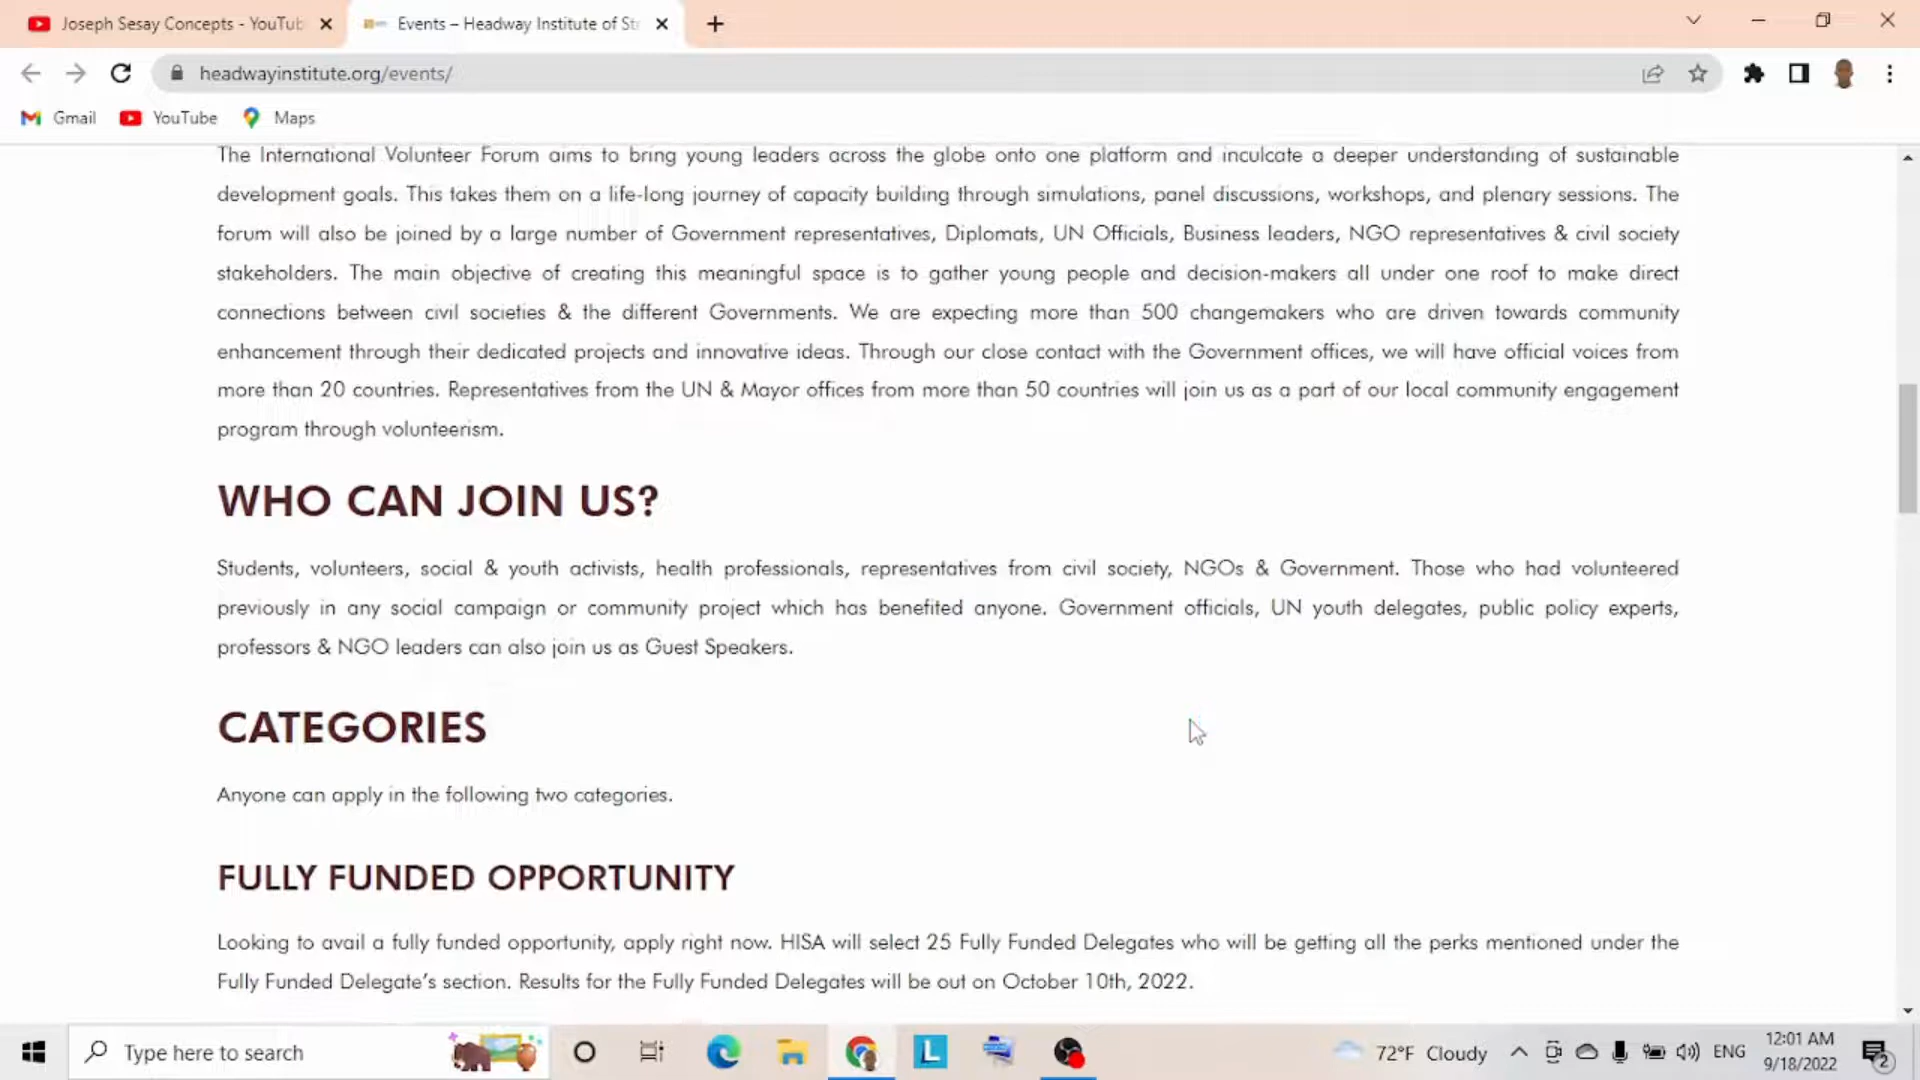 Joseph Sesay Concepts - YouTub
Events – Headway Institute of St
headwayinstitute.org/events/
Gmail
YouTube
Maps
The International Volunteer Forum aims to bring young leaders across the globe onto one platform and inculcate a deeper understanding of sustainable
development goals. This takes them on a life-long journey of capacity building through simulations, panel discussions, workshops, and plenary sessions. The
forum will also be joined by a large number of Government representatives, Diplomats, UN Officials, Business leaders, NGO representatives & civil society
stakeholders. The main objective of creating this meaningful space is to gather young people and decision-makers all under one roof to make direct
connections between civil societies & the different Governments. We are expecting more than 500 changemakers who are driven towards community
enhancement through their dedicated projects and innovative ideas. Through our close contact with the Government offices, we will have official voices from
more than 20 countries. Representatives from the UN & Mayor offices from more than 50 countries will join us as a part of our local community engagement
program through volunteerism.
WHO CAN JOIN US?
Students, volunteers, social & youth activists, health professionals, representatives from civil society, NGOs & Government. Those who had volunteered
previously in any social campaign or community project which has benefited anyone. Government officials, UN youth delegates, public policy experts,
professors & NGO leaders can also join us as Guest Speakers.
CATEGORIES
Anyone can apply in the following two categories.
FULLY FUNDED OPPORTUNITY
Looking to avail a fully funded opportunity, apply right now. HISA will select 25 Fully Funded Delegates who will be getting all the perks mentioned under the
Fully Funded Delegate's section. Results for the Fully Funded Delegates will be out on October 10th, 2022.
Type here to search
L
72°F Cloudy
ENG
12:01 AM
9/18/2022
2